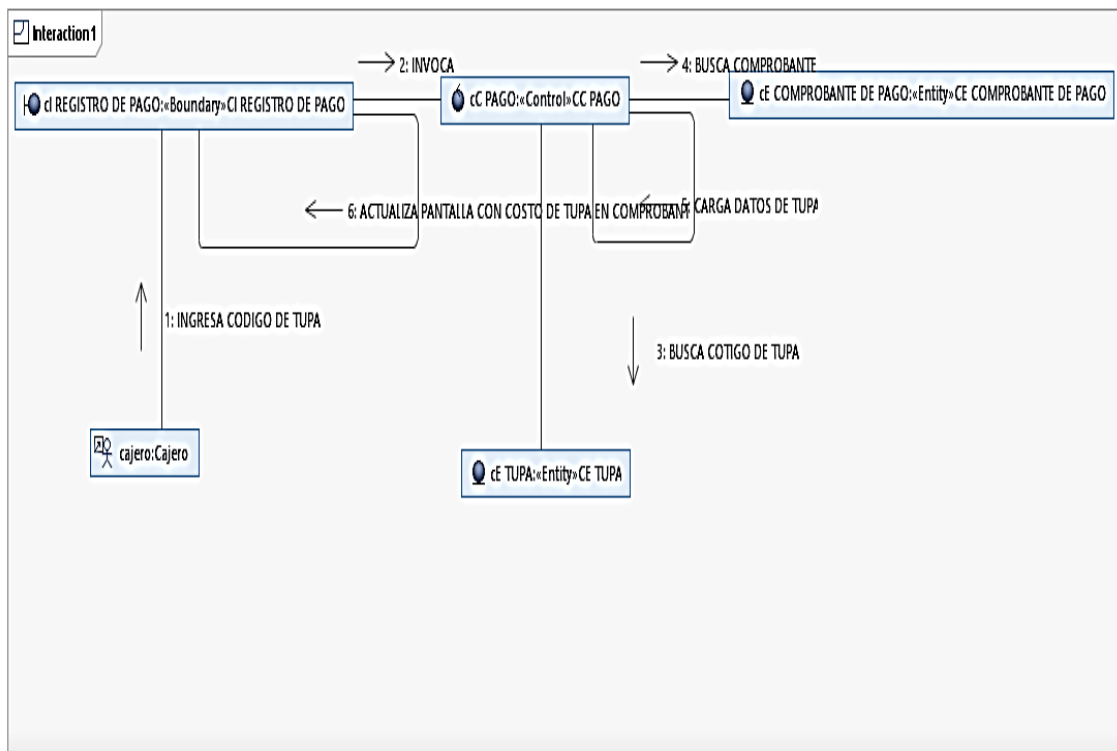 Interaction1
2: INVOCA
4: BUSCA COMPROBANTE
cI REGISTRO DE PAGO:«Boundary»CI REGISTRO DE PAGO
cC PAGO:«Control»CC PAGO
cE COMPROBANTE DE PAGO:«Entity»CE COMPROBANTE DE PAGO
6: ACTUALIZA PANTALLA CON COSTO DE TUPA EN COMPROBANT
5: CARGA DATOS DE TUPA
1: INGRESA CODIGO DE TUPA
3: BUSCA COTIGO DE TUPA
cajero:Cajero
cE TUPA:«Entity»CE TUPA